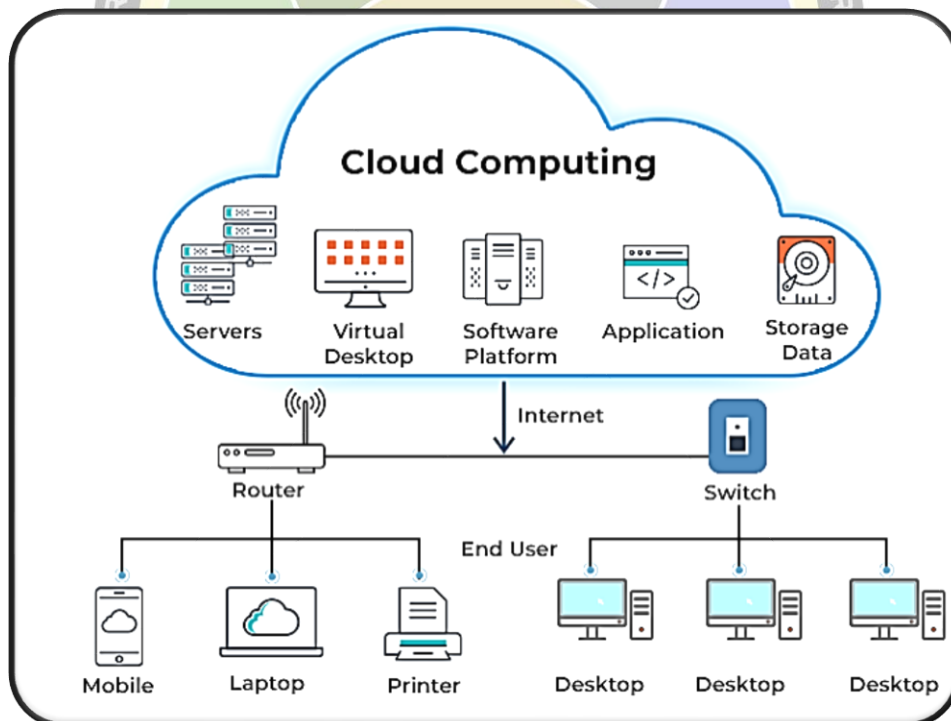 Cloud Computing
Servers
Virtual
Desktop
Software
Platform
Application
Storage
Data
Internet
Router
Switch
End User
Mobile
Laptop
Printer
Desktop
Desktop
Desktop